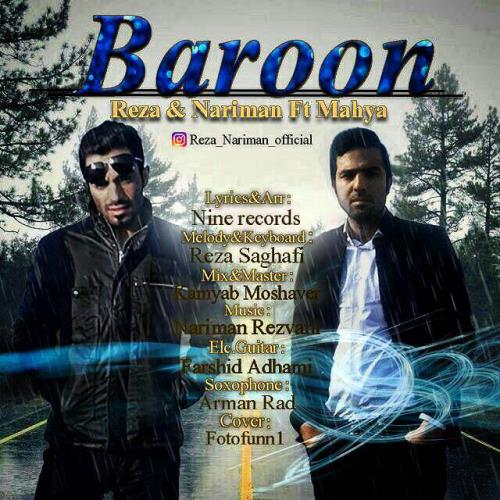 Baroon
Reza & Nariman Ft Mahya
Reza_Nariman_official
Lyrics&Arr:
Nine records
Melody&Keyboard:
Reza Saghafi
Mix&Master:
Kamyab Moshaver
Music:
Nariman Rezvani
Elc.Guitar:
Farshid Adhami
Soxophone:
Arman Rad
Cover:
Fotofunn1